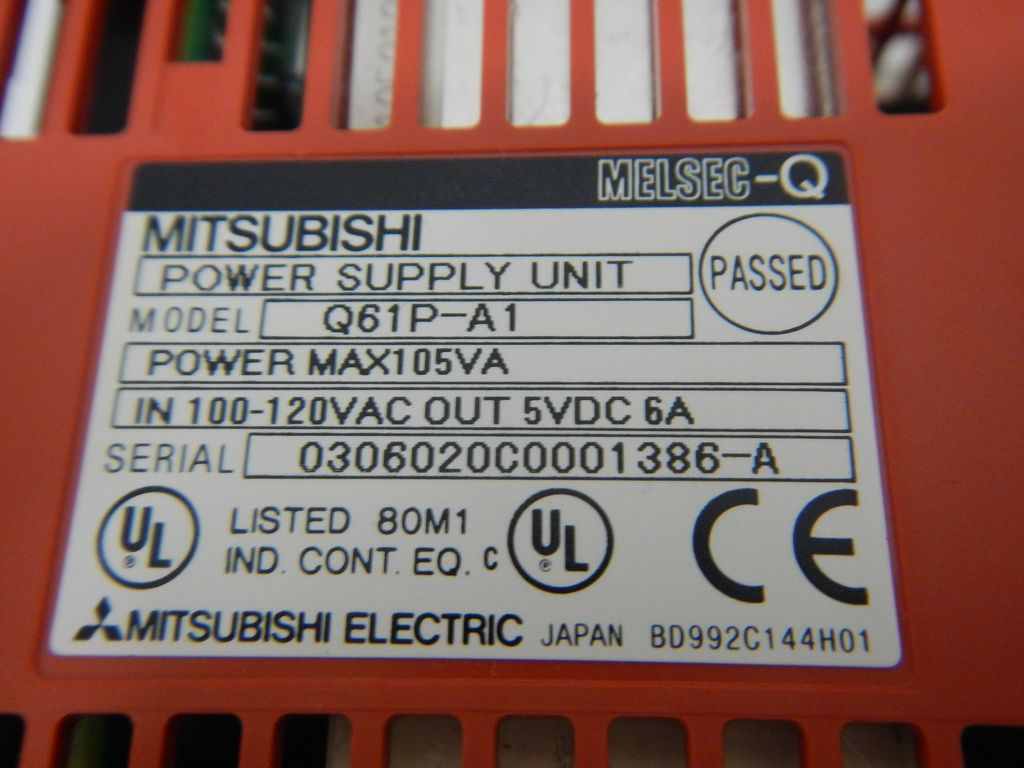 MELSEC-Q
MITSUBISHI
POWER SUPPLY UNIT
PASSED
MODEL Q61P-A1
POWER MAX105VA
IN 100-120VAC OUT 5VDC 6A
SERIAL 0306020C0001386-A
UL ® LISTED 80M1 IND. CONT. EQ. C UL ® CE
MITSUBISHI ELECTRIC JAPAN BD992C144H01